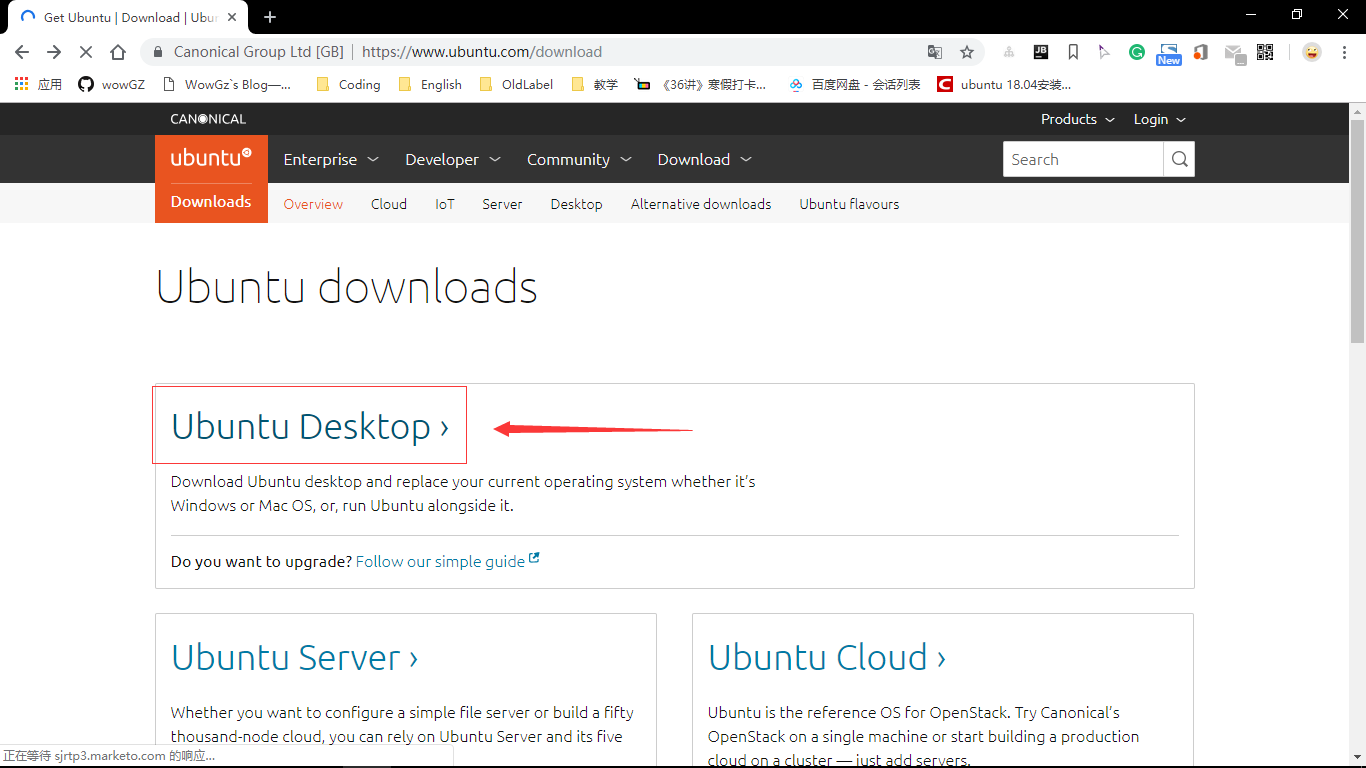 Get Ubuntu | Download | Ubun
Canonical Group Ltd [GB] | https://www.ubuntu.com/download
New
应用 wowGZ WowGz`s Blog—... Coding English OldLabel 教学 《36讲》寒假打卡... 百度网盘 - 会话列表 ubuntu 18.04安装...
CANONICAL Products Login
ubuntu Enterprise Developer Community Download Search
Downloads Overview Cloud IoT Server Desktop Alternative downloads Ubuntu flavours
Ubuntu downloads
Ubuntu Desktop ›
Download Ubuntu desktop and replace your current operating system whether it’s
Windows or Mac OS, or, run Ubuntu alongside it.
Do you want to upgrade? Follow our simple guide
Ubuntu Server ›
Whether you want to configure a simple file server or build a fifty
thousand-node cloud, you can rely on Ubuntu Server and its five
Ubuntu Cloud ›
Ubuntu is the reference OS for OpenStack. Try Canonical’s
OpenStack on a single machine or start building a production
cloud on a cluster — just add servers.
正在等待 sjrtp3.marketo.com 的响应...